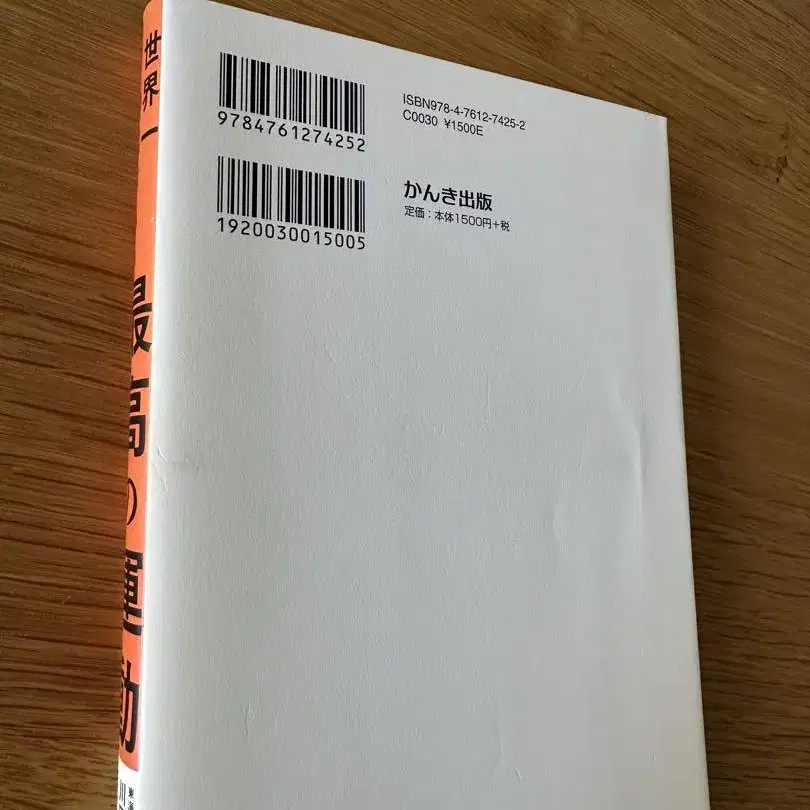 世界一
最高の運動
ISBN978-4-7612-7425-2
C0030 ¥1500E
9784761274252
かんき出版
定価：本体1500円+税
1920030015005